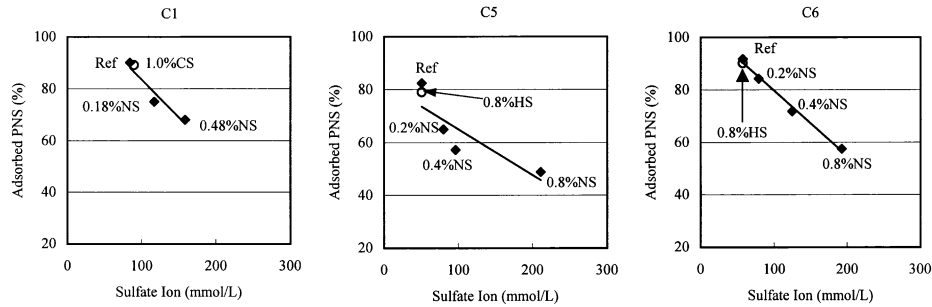 C1
100
80
60
40
20
Adsorbed PNS (%)
Ref
1.0%CS
0.18%NS
0.48%NS
0
100
200
300
Sulfate Ion (mmol/L)
C5
100
80
60
40
20
Adsorbed PNS (%)
Ref
0.8%HS
0.2%NS
0.4%NS
0.8%NS
0
100
200
300
Sulfate Ion (mmol/L)
C6
100
80
60
40
20
Adsorbed PNS (%)
Ref
0.2%NS
0.4%NS
0.8%HS
0.8%NS
0
100
200
300
Sulfate Ion (mmol/L)